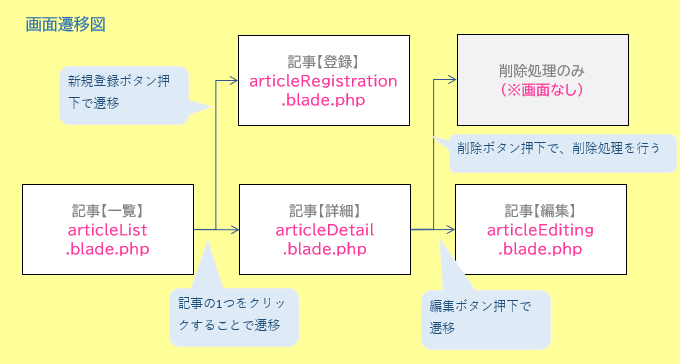 画面遷移図
記事【登録】
articleRegistration
.blade.php
削除処理のみ
（※画面なし）
新規登録ボタン押
下で遷移
削除ボタン押下で、削除処理を行う
記事【一覧】
articleList
.blade.php
記事【詳細】
articleDetail
.blade.php
記事【編集】
articleEditing
.blade.php
記事の1つをクリッ
クすることで遷移
編集ボタン押下で
遷移